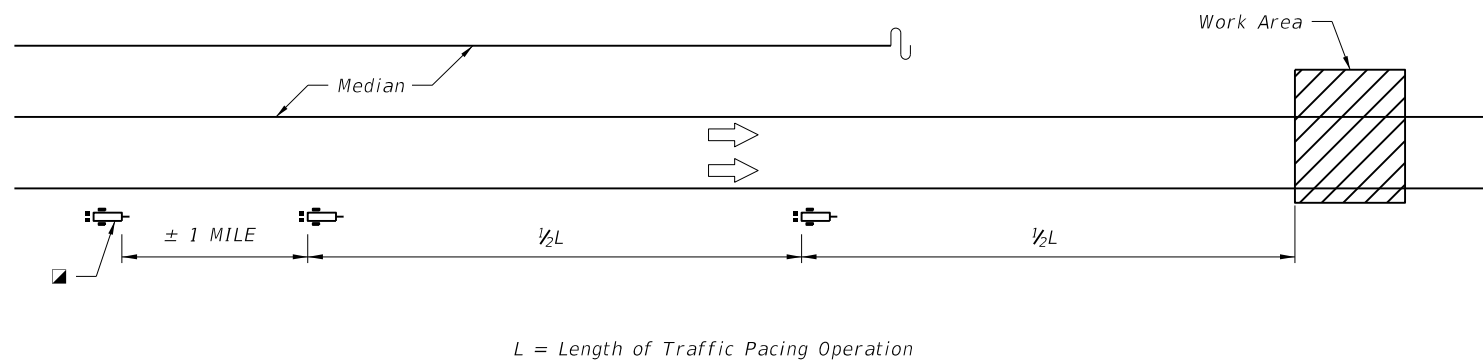 Work Area
Median
± 1 MILE
½L
½L
L = Length of Traffic Pacing Operation